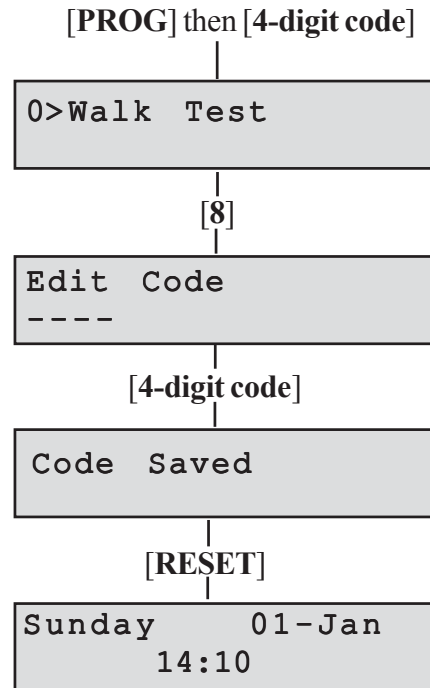 [PROG] then [4-digit code]
0>Walk Test
[8]
Edit Code
----
[4-digit code]
Code Saved
[RESET]
Sunday 01-Jan
14:10